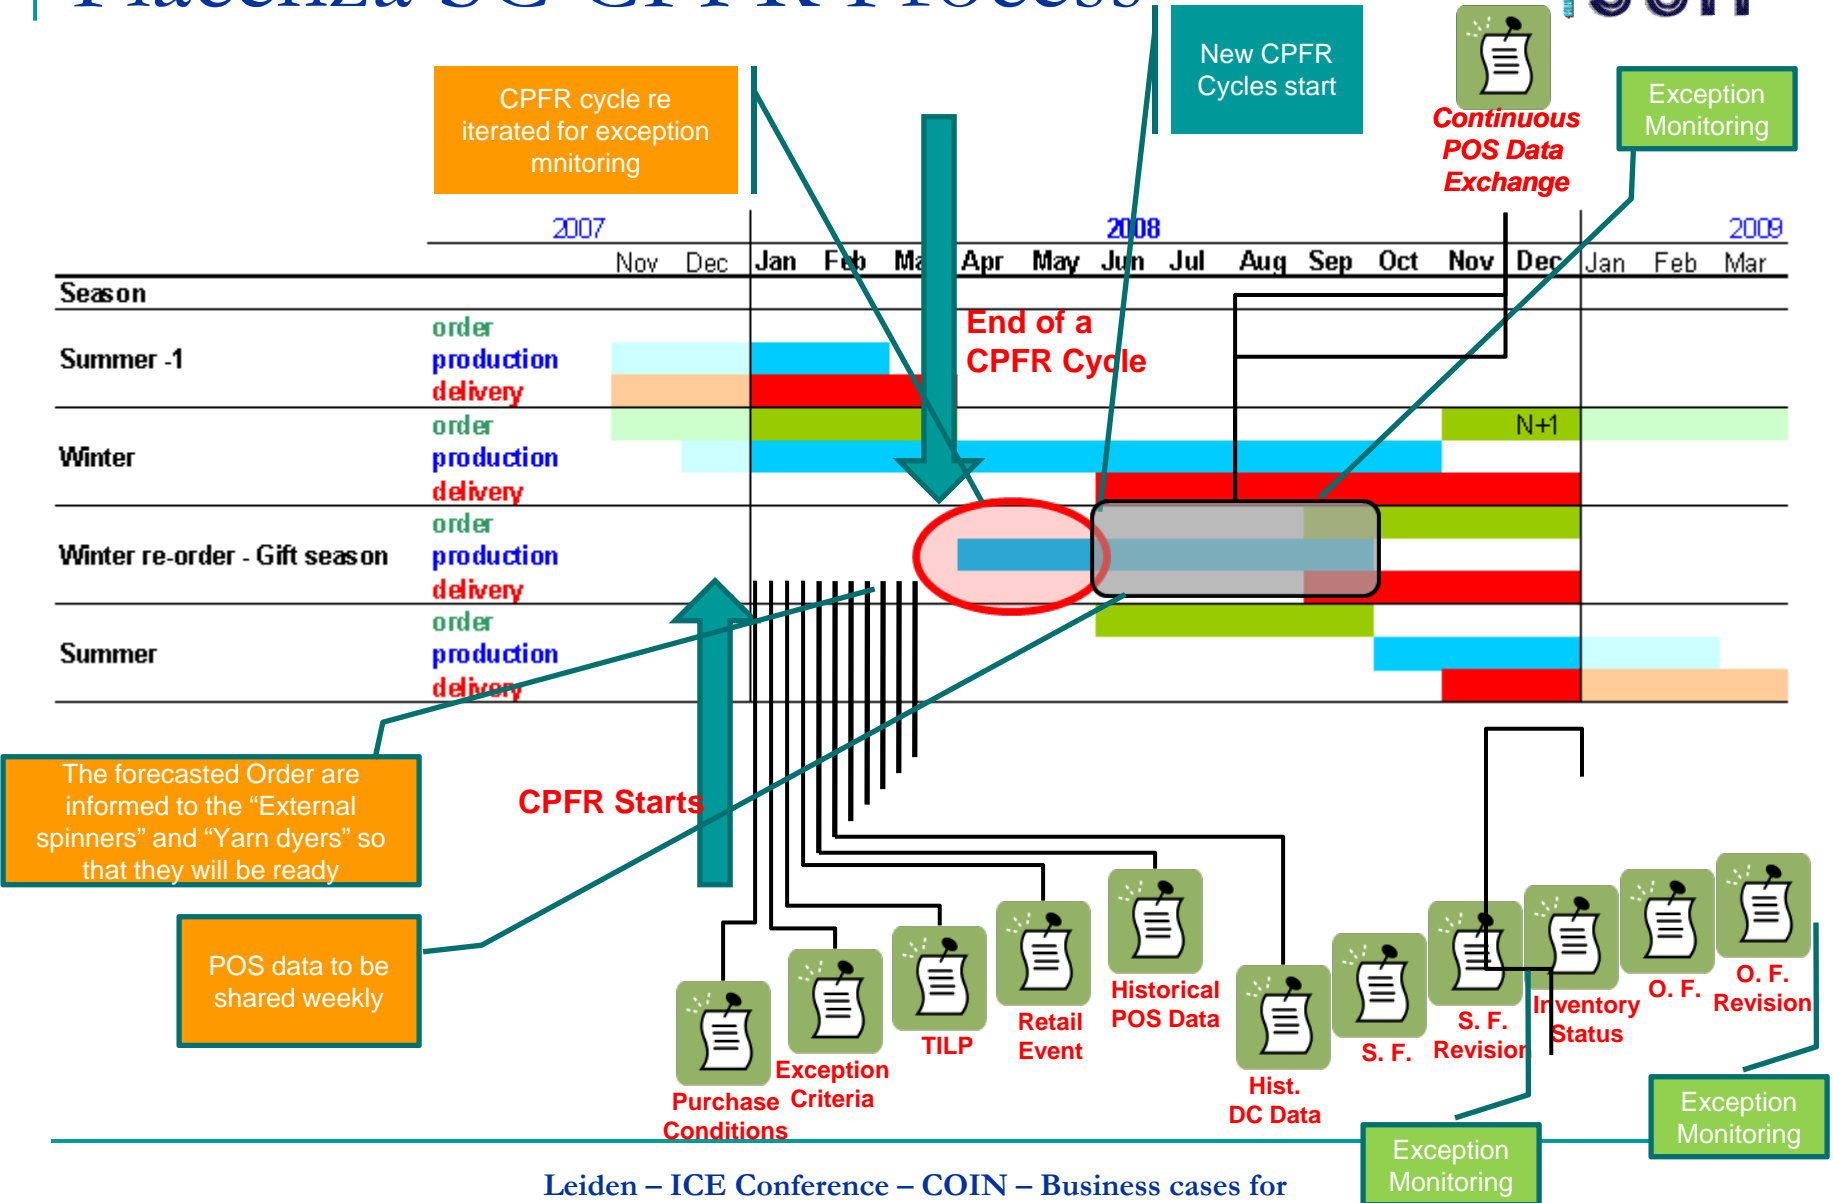 Piacenza SC CPFR Process
New CPFR
Cycles start
CPFR cycle re
iterated for exception
mnitoring
Continuous
POS Data
Exchange
Exception
Monitoring
2007 2008 2009
Nov Dec Jan Feb Mar Apr May Jun Jul Aug Sep Oct Nov Dec Jan Feb Mar
Season
End of a
CPFR Cycle
Summer -1
order
production
delivery
Winter
order
production
delivery
N+1
Winter re-order - Gift season
order
production
delivery
Summer
order
production
delivery
The forecasted Order are
informed to the “External
spinners” and “Yarn dyers” so
that they will be ready
CPFR Starts
POS data to be
shared weekly
Purchase
Conditions
Exception
Criteria
TILP
Retail
Event
Historical
POS Data
Hist.
DC Data
S. F.
S. F.
Revision
Inventory
Status
O. F.
O. F.
Revision
Exception
Monitoring
Exception
Monitoring
Leiden – ICE Conference – COIN – Business cases for